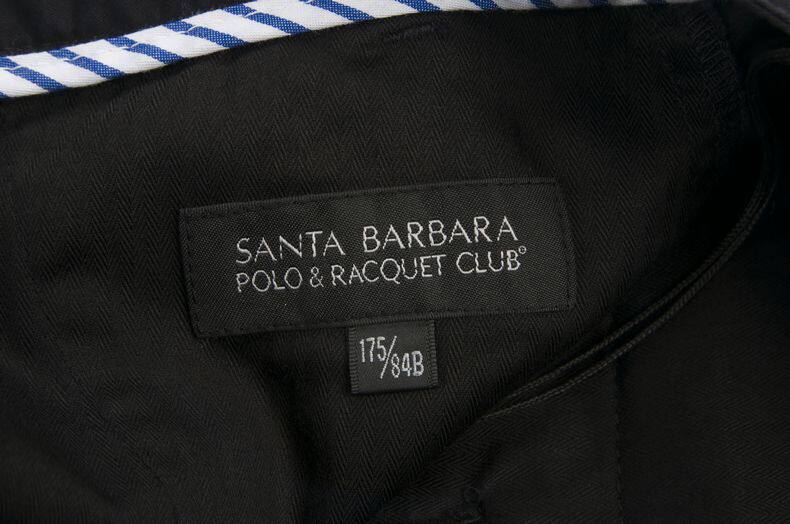 SANTA BARBARA
POLO & RACQUET CLUB®
175/84B